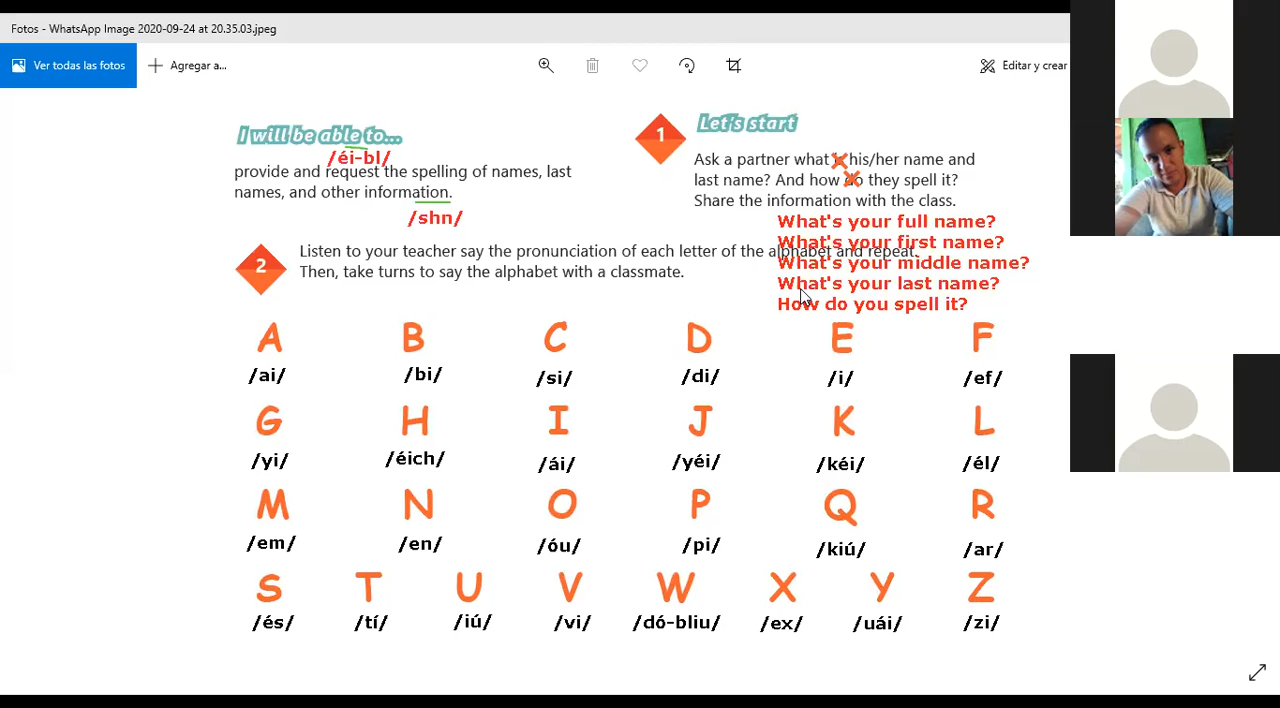 Fotos - WhatsApp Image 2020-09-24 at 20.35.03.jpeg
Ver todas las fotos
Agregar a...
Editar y crear
I will be able to...
/éi-bl/
provide and request the spelling of names, last
names, and other information.
/shn/
1
Let's start
Ask a partner what is his/her name and
last name? And how do they spell it?
Share the information with the class.
What's your full name?
What's your first name?
What's your middle name?
What's your last name?
How do you spell it?
2
Listen to your teacher say the pronunciation of each letter of the alphabet and repeat.
Then, take turns to say the alphabet with a classmate.
A B C D E F
/ai/ /bi/ /si/ /di/ /i/ /ef/
G H I J K L
/yi/ /éich/ /ái/ /yéi/ /kéi/ /él/
M N O P Q R
/em/ /en/ /óu/ /pi/ /kiú/ /ar/
S T U V W X Y Z
/és/ /tí/ /iú/ /vi/ /dó-bliu/ /ex/ /uái/ /zi/